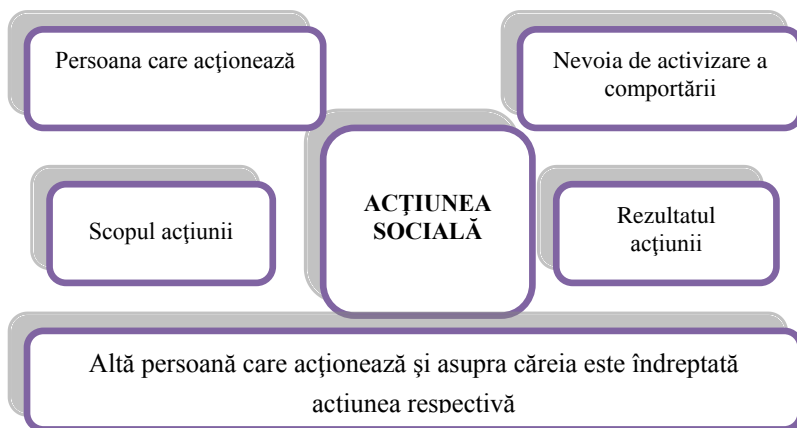 Persoana care acţionează
Nevoia de activizare a
comportării
Scopul acţiunii
ACŢIUNEA
SOCIALĂ
Rezultatul
acţiunii
Altă persoană care acţionează şi asupra căreia este îndreptată
acţiunea respectivă